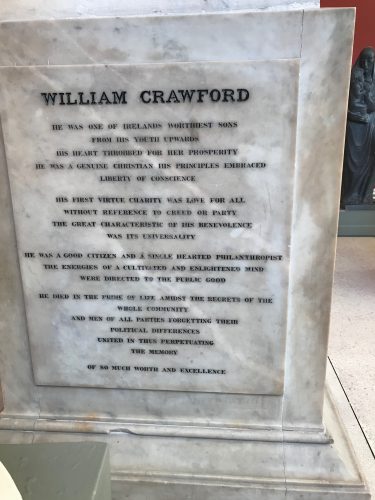 WILLIAM CRAWFORD
HE WAS ONE OF IRELANDS WORTHIEST SONS
FROM HIS YOUTH UPWARDS
HIS HEART THROBBED FOR HER PROSPERITY
HE WAS A GENUINE CHRISTIAN HIS PRINCIPLES EMBRACED
LIBERTY OF CONSCIENCE
HIS FIRST VIRTUE CHARITY WAS LOVE FOR ALL
WITHOUT REFERENCE TO CREED OR PARTY
THE GREAT CHARACTERISTIC OF HIS BENEVOLENCE
WAS ITS UNIVERSALITY
HE WAS A GOOD CITIZEN AND A SINGLE HEARTED PHILANTHROPIST
THE ENERGIES OF A CULTIVATED AND ENLIGHTENED MIND
WERE DIRECTED TO THE PUBLIC GOOD
HE DIED IN THE PRIME OF LIFE AMIDST THE REGRETS OF THE
WHOLE COMMUNITY
AND MEN OF ALL PARTIES FORGETTING THEIR
POLITICAL DIFFERENCES
UNITED IN THUS PERPETUATING
THE MEMORY
OF SO MUCH WORTH AND EXCELLENCE